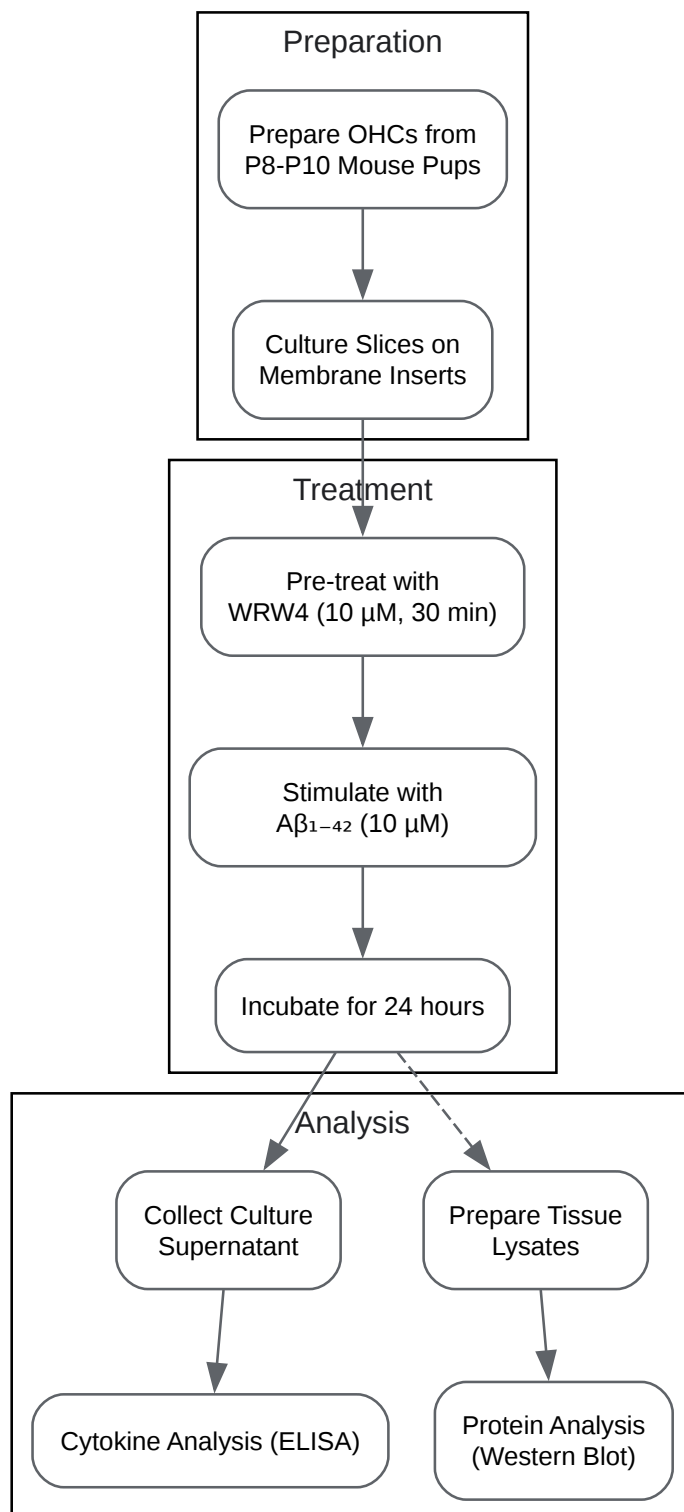 Preparation
Prepare OHCs from
P8-P10 Mouse Pups
Culture Slices on
Membrane Inserts
Treatment
Pre-treat with
WRW4 (10 µM, 30 min)
Stimulate with
Aβ₁₋₄₂ (10 µM)
Incubate for 24 hours
Analysis
Collect Culture
Supernatant
Prepare Tissue
Lysates
Cytokine Analysis (ELISA)
Protein Analysis
(Western Blot)